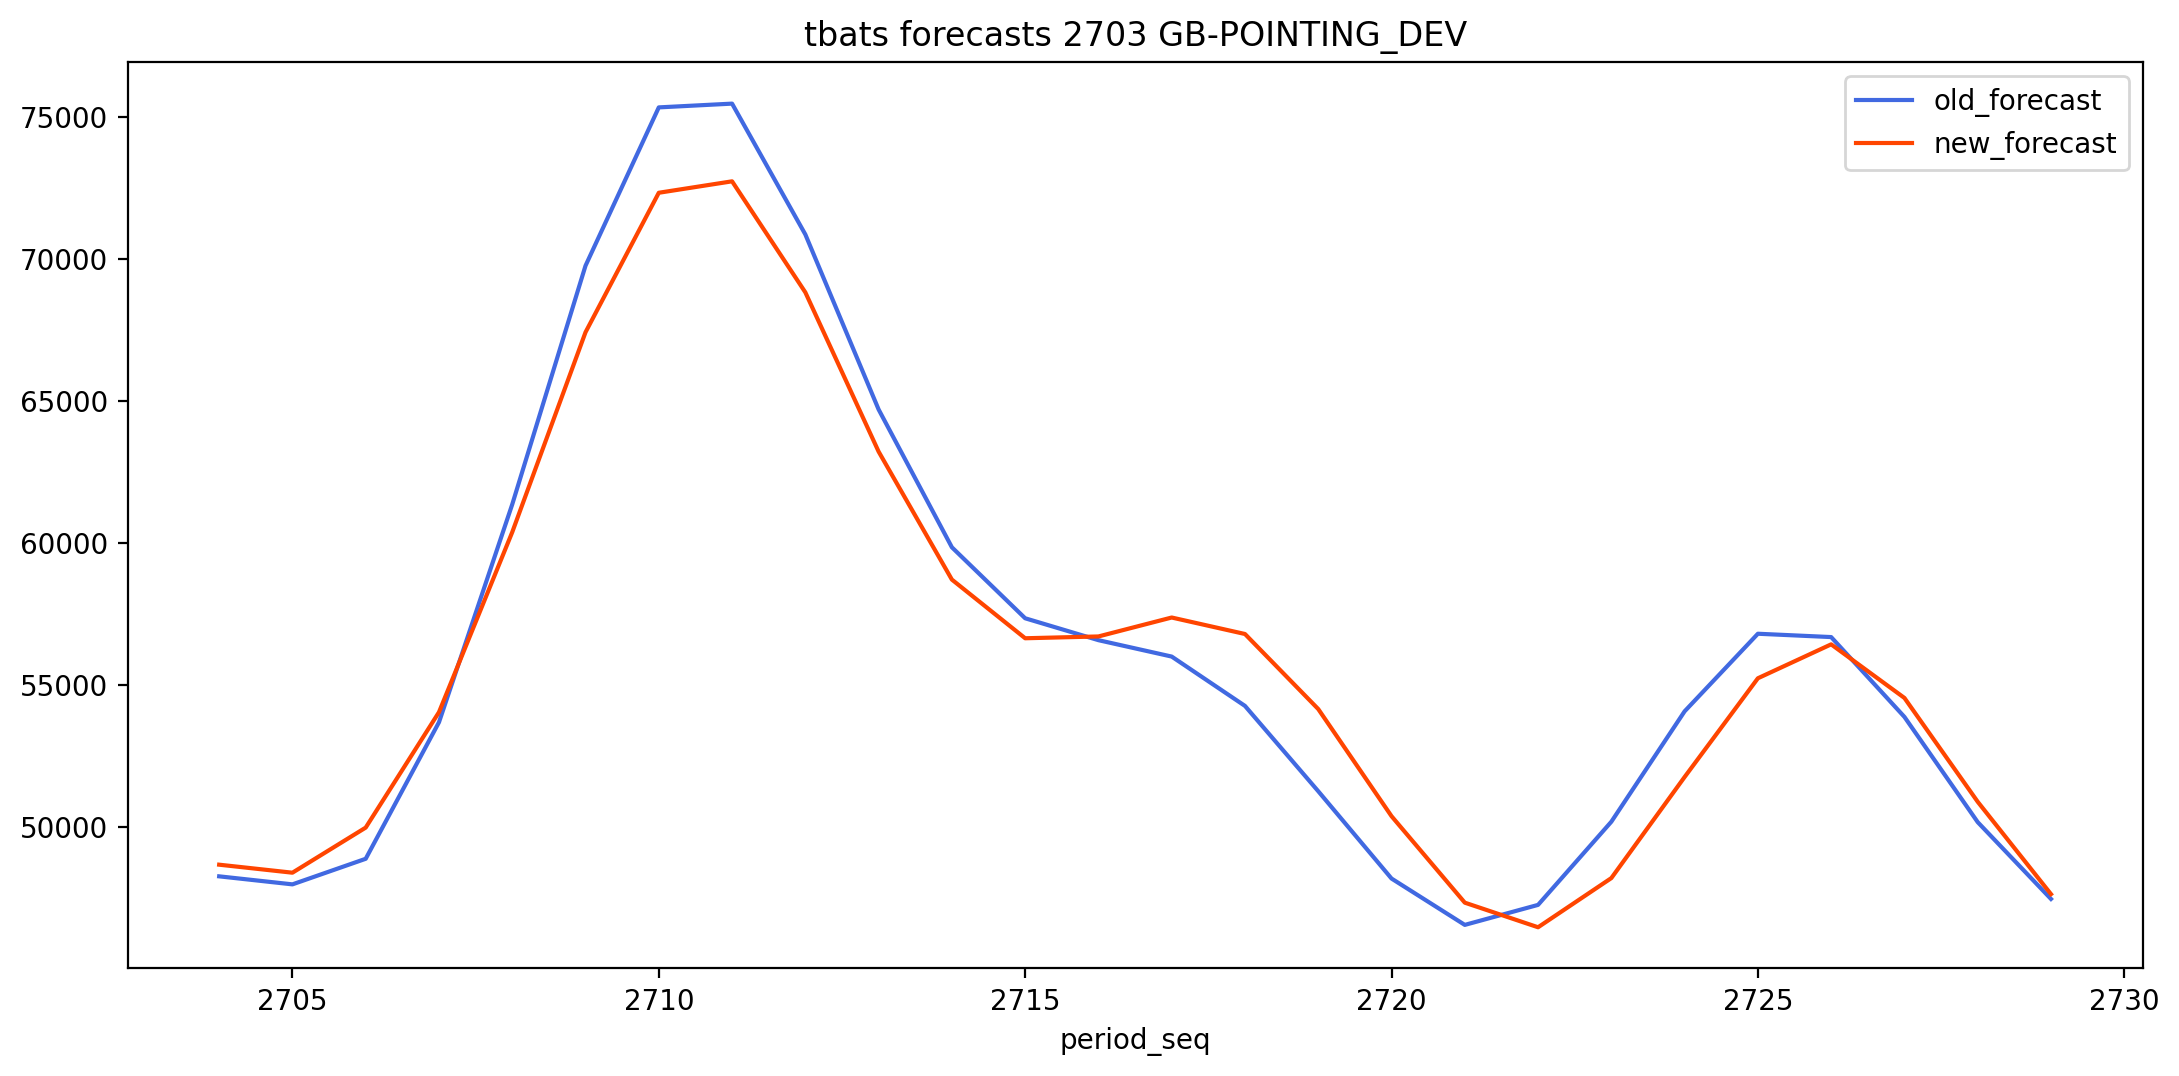 tbats forecasts 2703 GB-POINTING_DEV
old_forecast
new_forecast
75000
70000
65000
60000
55000
50000
2705 2710 2715 2720 2725 2730
period_seq